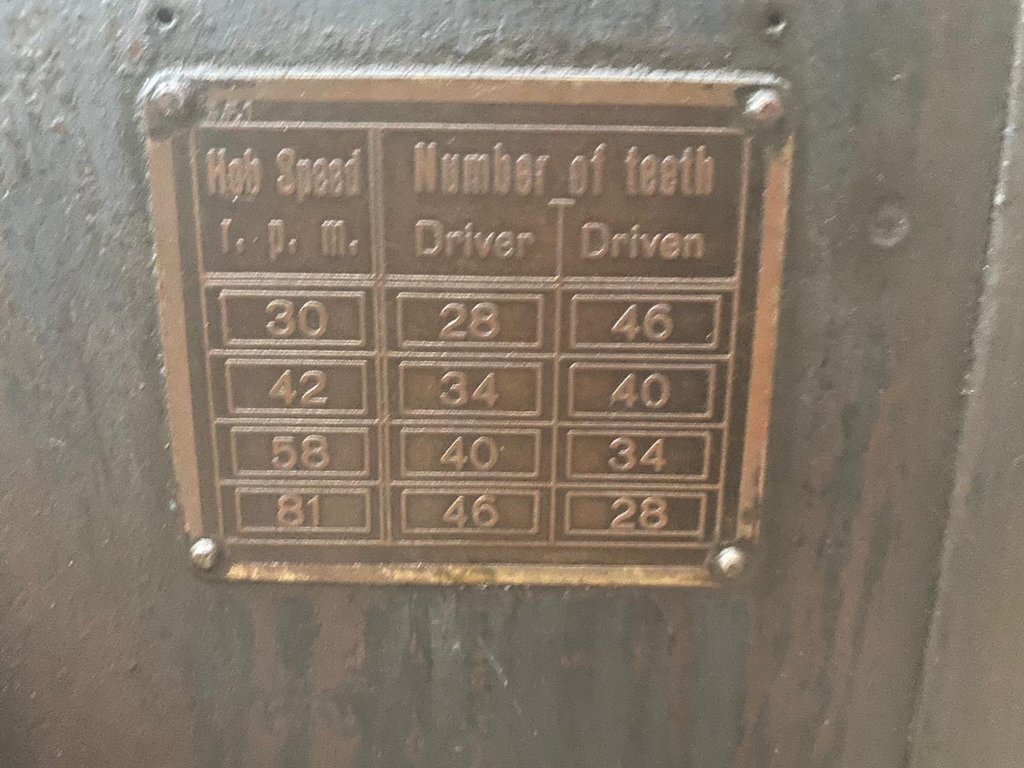 Hob Speed Number of teeth
r. p. m. Driver Driven
30 28 46
42 34 40
58 40 34
81 46 28